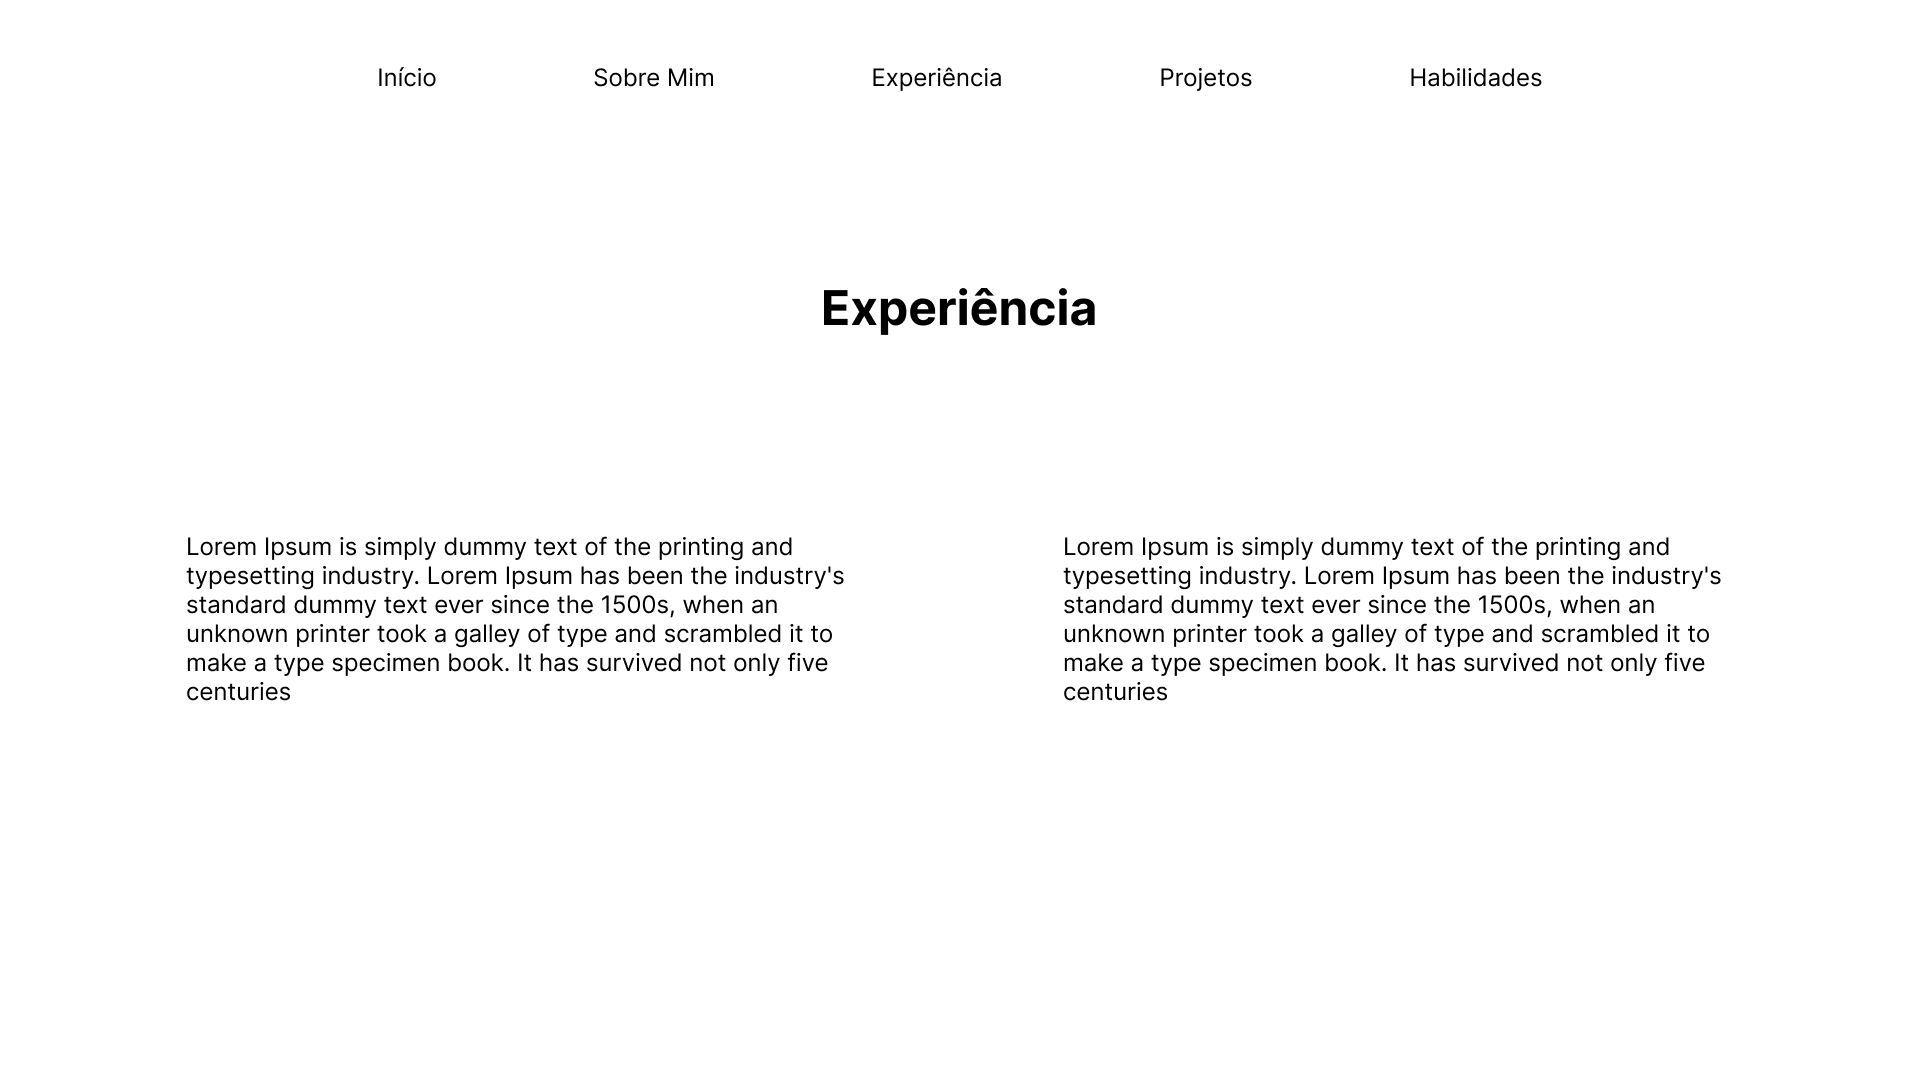 Início Sobre Mim Experiência Projetos Habilidades
Experiência
Lorem Ipsum is simply dummy text of the printing and
typesetting industry. Lorem Ipsum has been the industry's
standard dummy text ever since the 1500s, when an
unknown printer took a galley of type and scrambled it to
make a type specimen book. It has survived not only five
centuries
Lorem Ipsum is simply dummy text of the printing and
typesetting industry. Lorem Ipsum has been the industry's
standard dummy text ever since the 1500s, when an
unknown printer took a galley of type and scrambled it to
make a type specimen book. It has survived not only five
centuries